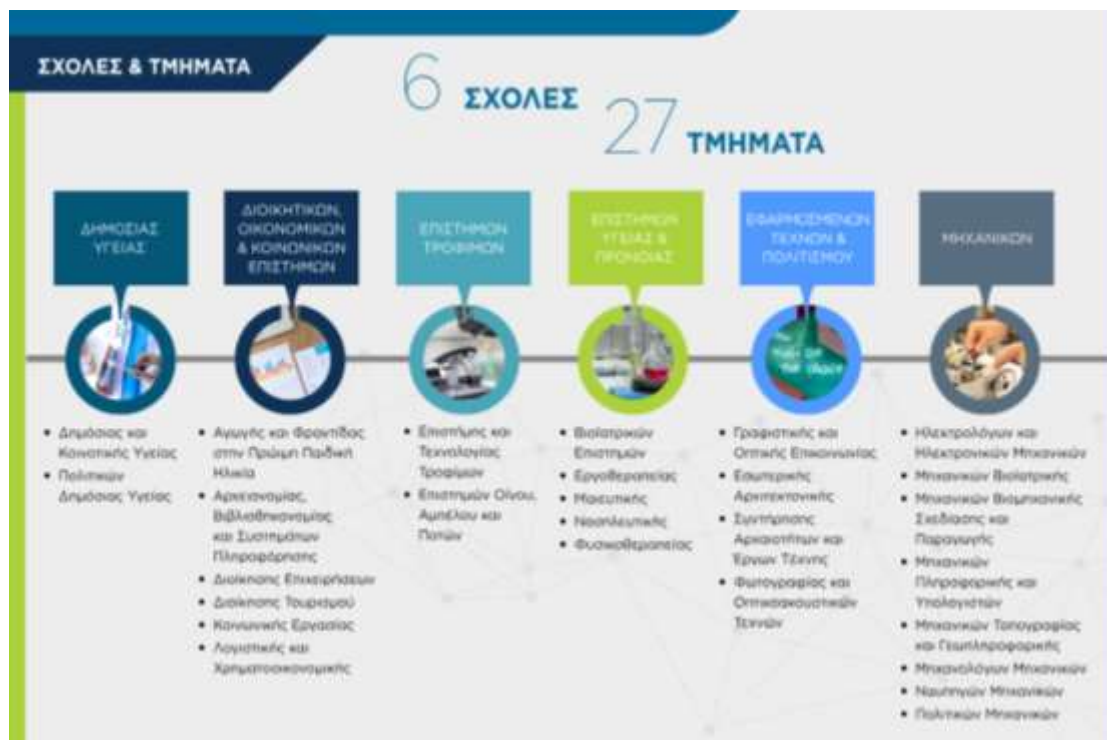 ΣΧΟΛΕΣ & ΤΜΗΜΑΤΑ
6 ΣΧΟΛΕΣ
27 ΤΜΗΜΑΤΑ
ΔΗΜΟΣΙΑΣ
ΥΓΕΙΑΣ
ΔΙΟΙΚΗΤΙΚΩΝ,
ΟΙΚΟΝΟΜΙΚΩΝ
& ΚΟΙΝΩΝΙΚΩΝ
ΕΠΙΣΤΗΜΩΝ
ΕΠΙΣΤΗΜΩΝ
ΤΡΟΦΙΜΩΝ
ΕΠΙΣΤΗΜΩΝ
ΥΓΕΙΑΣ &
ΠΡΟΝΟΙΑΣ
ΕΦΑΡΜΟΣΜΕΝΩΝ
ΤΕΧΝΩΝ &
ΠΟΛΙΤΙΣΜΟΥ
ΜΗΧΑΝΙΚΩΝ
• Δημόσιας και
Κοινοτικής Υγείας
• Πολιτικών
Δημόσιας Υγείας
• Αγωγής και Φροντίδας
στην Πρώιμη Παιδική
Ηλικία
• Αρχειονομίας,
Βιβλιοθηκονομίας
και Συστημάτων
Πληροφόρησης
• Διοίκησης Επιχειρήσεων
• Διοίκησης Τουρισμού
• Κοινωνικής Εργασίας
• Λογιστικής και
Χρηματοοικονομικής
• Επιστήμης και
Τεχνολογίας
Τροφίμων
• Επιστημών Οίνου,
Αμπέλου και
Ποτών
• Βιοϊατρικών
Επιστημών
• Εργοθεραπείας
• Μαιευτικής
• Νοσηλευτικής
• Φυσικοθεραπείας
• Γραφιστικής και
Οπτικής Επικοινωνίας
• Εσωτερικής
Αρχιτεκτονικής
• Συντήρησης
Αρχαιοτήτων και
Έργων Τέχνης
• Φωτογραφίας και
Οπτικοακουστικών
Τεχνών
• Ηλεκτρολόγων και
Ηλεκτρονικών Μηχανικών
• Μηχανικών Βιοϊατρικής
• Μηχανικών Βιομηχανικής
Σχεδίασης και
Παραγωγής
• Μηχανικών
Πληροφορικής και
Υπολογιστών
• Μηχανικών Τοπογραφίας
και Γεωπληροφορικής
• Μηχανολόγων Μηχανικών
• Ναυπηγών Μηχανικών
• Πολιτικών Μηχανικών